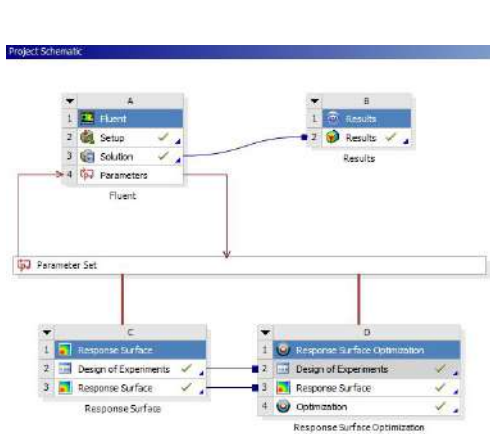 Project Schematic
A
1 Fluent
2 Setup
3 Solution
4 Parameters
Fluent
B
1 Results
2 Results
Results
Parameter Set
C
1 Response Surface
2 Design of Experiments
3 Response Surface
Response Surface
D
1 Response Surface Optimization
2 Design of Experiments
3 Response Surface
4 Optimization
Response Surface Optimization